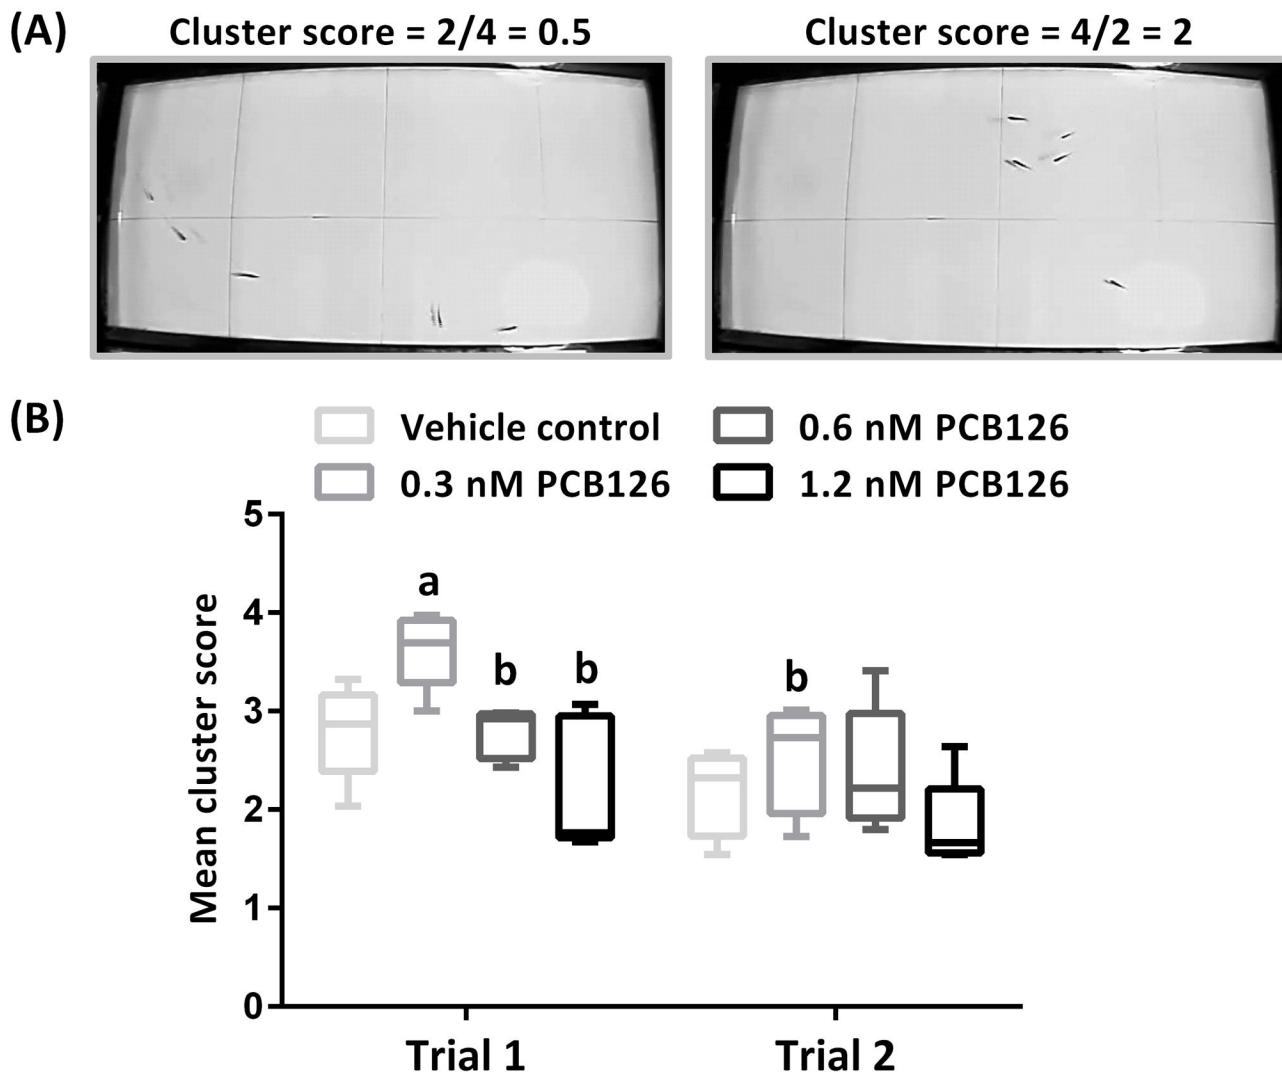 (A)
Cluster score = 2/4 = 0.5
Cluster score = 4/2 = 2
(B)
Vehicle control
0.6 nM PCB126
0.3 nM PCB126
1.2 nM PCB126
Mean cluster score
5
4
3
2
1
0
a
b
b
b
Trial 1
Trial 2